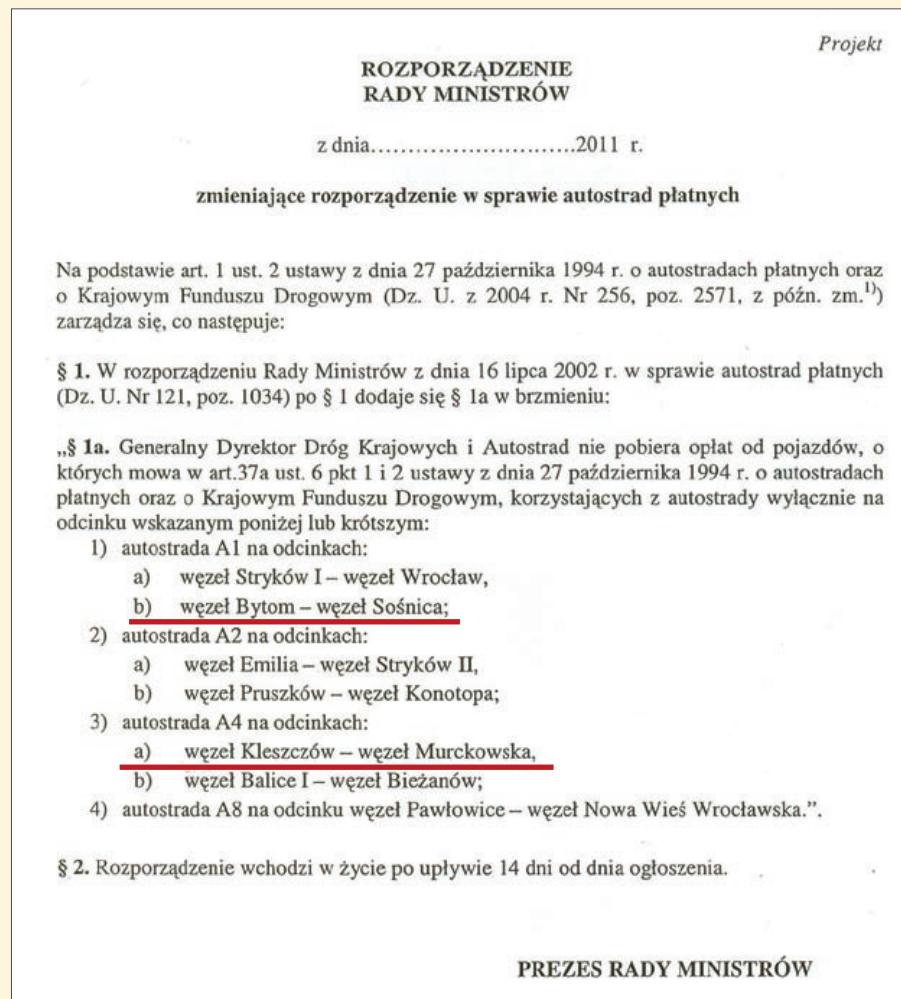 Projekt
ROZPORZĄDZENIE
RADY MINISTRÓW
z dnia............................2011 r.
zmieniające rozporządzenie w sprawie autostrad płatnych
Na podstawie art. 1 ust. 2 ustawy z dnia 27 października 1994 r. o autostradach płatnych oraz
o Krajowym Funduszu Drogowym (Dz. U. z 2004 r. Nr 256, poz. 2571, z późn. zm.¹⁾)
zarządza się, co następuje:
§ 1. W rozporządzeniu Rady Ministrów z dnia 16 lipca 2002 r. w sprawie autostrad płatnych
(Dz. U. Nr 121, poz. 1034) po § 1 dodaje się § 1a w brzmieniu:
„§ 1a. Generalny Dyrektor Dróg Krajowych i Autostrad nie pobiera opłat od pojazdów, o
których mowa w art.37a ust. 6 pkt 1 i 2 ustawy z dnia 27 października 1994 r. o autostradach
płatnych oraz o Krajowym Funduszu Drogowym, korzystających z autostrady wyłącznie na
odcinku wskazanym poniżej lub krótszym:
1) autostrada A1 na odcinkach:
a) węzeł Stryków I – węzeł Wrocław,
b) węzeł Bytom – węzeł Sośnica;
2) autostrada A2 na odcinkach:
a) węzeł Emilia – węzeł Stryków II,
b) węzeł Pruszków – węzeł Konotopa;
3) autostrada A4 na odcinkach:
a) węzeł Kleszczów – węzeł Murckowska,
b) węzeł Balice I – węzeł Bieżanów;
4) autostrada A8 na odcinku węzeł Pawłowice – węzeł Nowa Wieś Wrocławska.”.
§ 2. Rozporządzenie wchodzi w życie po upływie 14 dni od dnia ogłoszenia.
PREZES RADY MINISTRÓW